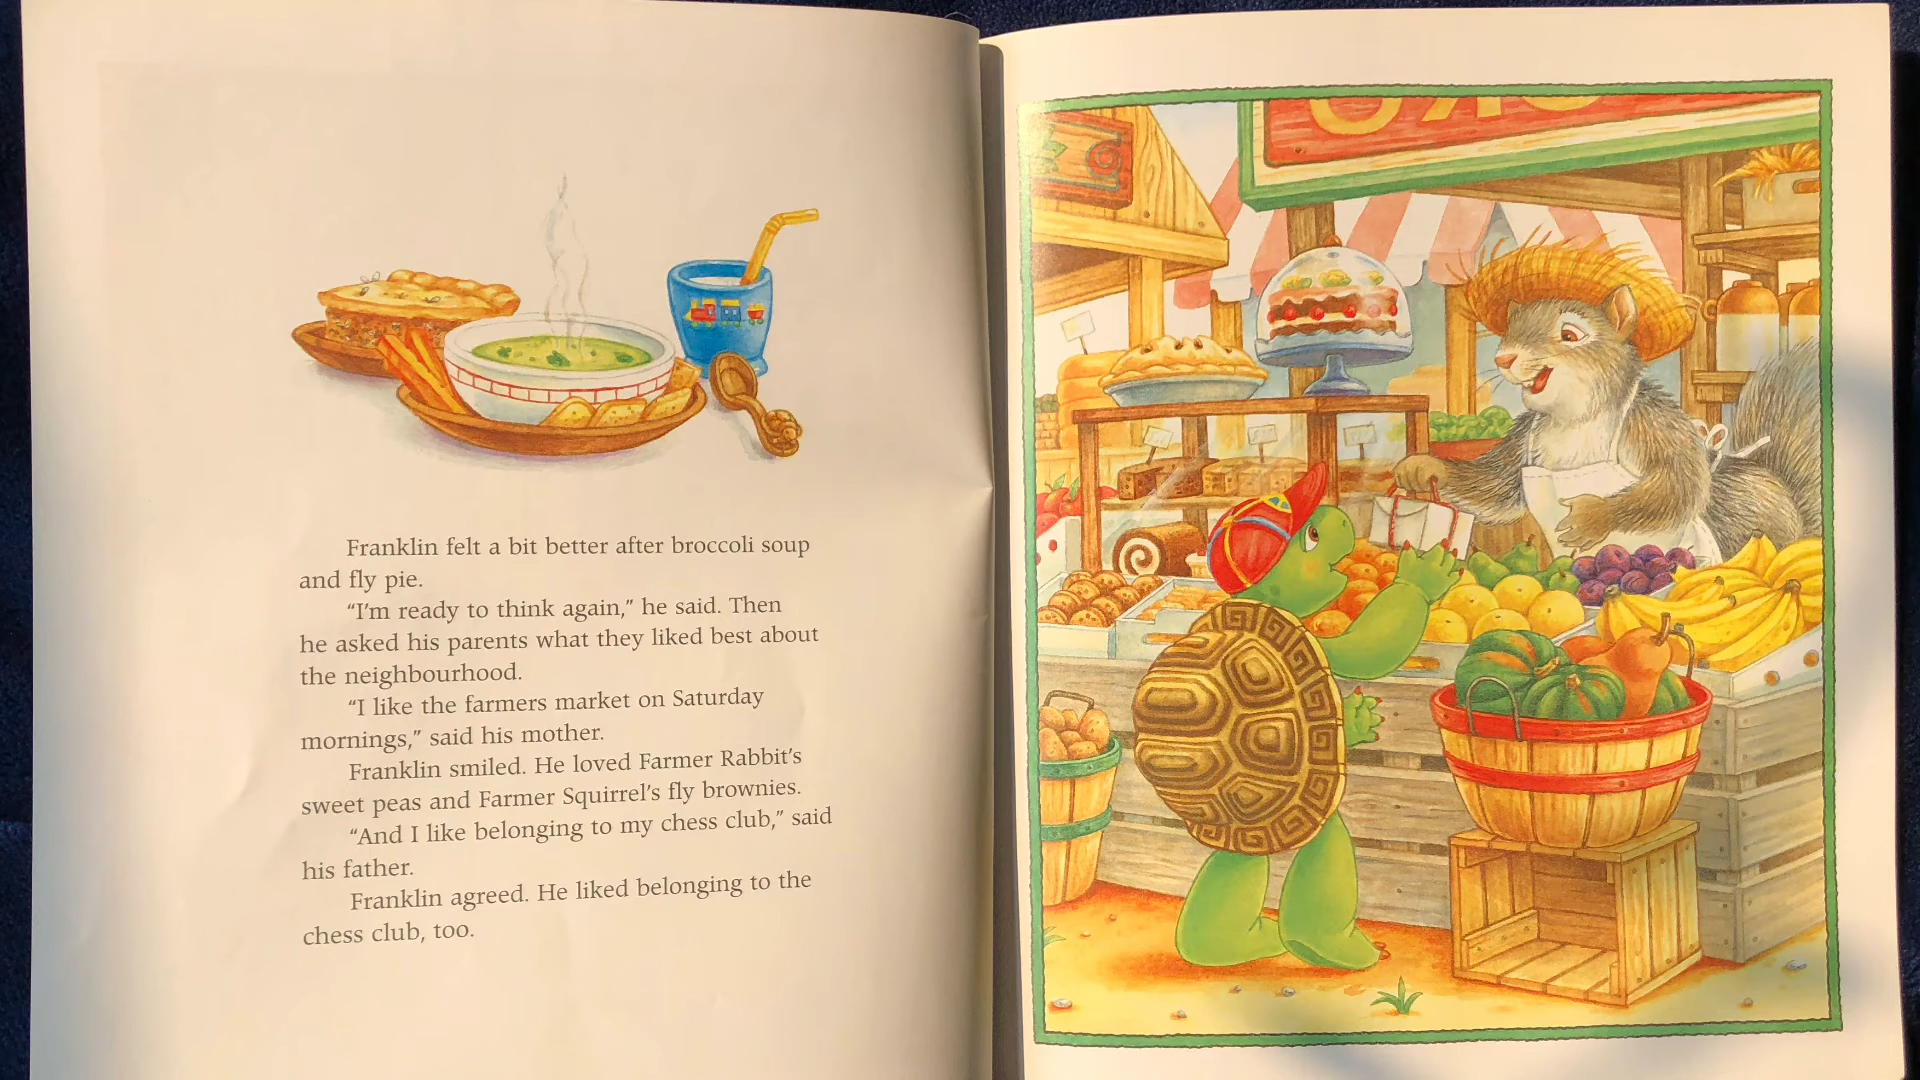 Franklin felt a bit better after broccoli soup
and fly pie.
“I’m ready to think again,” he said. Then
he asked his parents what they liked best about
the neighbourhood.
“I like the farmers market on Saturday
mornings,” said his mother.
Franklin smiled. He loved Farmer Rabbit’s
sweet peas and Farmer Squirrel’s fly brownies.
“And I like belonging to my chess club,” said
his father.
Franklin agreed. He liked belonging to the
chess club, too.